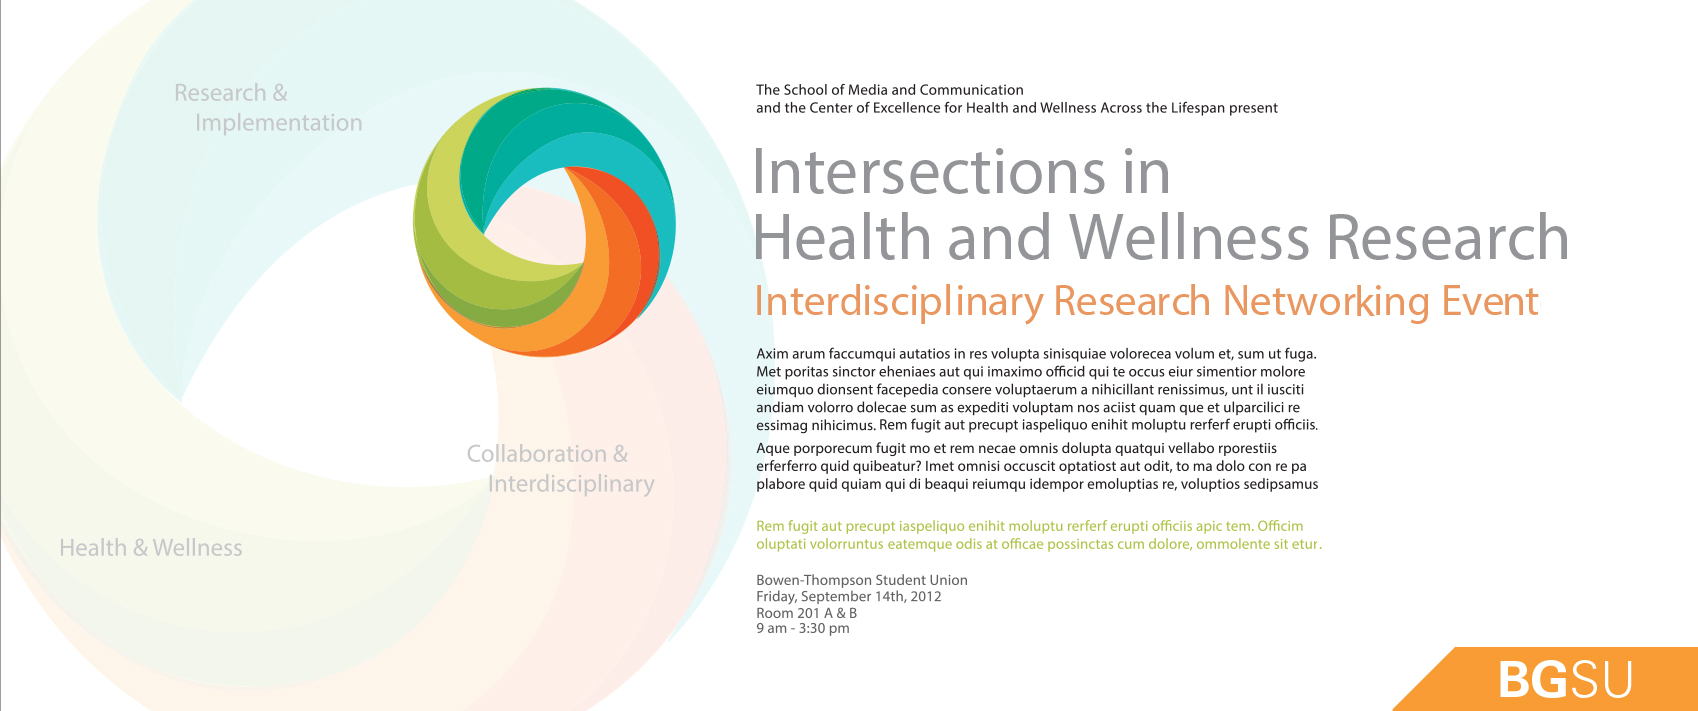 Research &
Implementation
Collaboration &
Interdisciplinary
Health & Wellness
The School of Media and Communication
and the Center of Excellence for Health and Wellness Across the Lifespan present
Intersections in
Health and Wellness Research
Interdisciplinary Research Networking Event
Axim arum faccumqui autatios in res volupta sinisquiae volorecea volum et, sum ut fuga.
Met poritas sinctor eheniaes aut qui imaximo officid qui te occus eiur simentior molore
eiumquo dionsent facepedia consere voluptaerum a nihicillant renissimus, unt il iusciti
andiam volorro dolecae sum as expediti voluptam nos aciist quam que et ulparcilici re
essimag nihicimus. Rem fugit aut precupt iaspeliquo enihit moluptu rerferf erupti officiis.
Aque porporecum fugit mo et rem necae omnis dolupta quatqui vellabo rporestiis
erferferro quid quibeatur? Imet omnisi occuscit optatiost aut odit, to ma dolo con re pa
plabore quid quiam qui di beaqui reiumqu idempor emoluptias re, voluptios sedipsamus
Rem fugit aut precupt iaspeliquo enihit moluptu rerferf erupti officiis apic tem. Officim
oluptati volorruntus eatemque odis at officae possinctas cum dolore, ommolente sit etur.
Bowen-Thompson Student Union
Friday, September 14th, 2012
Room 201 A & B
9 am - 3:30 pm
BGSU